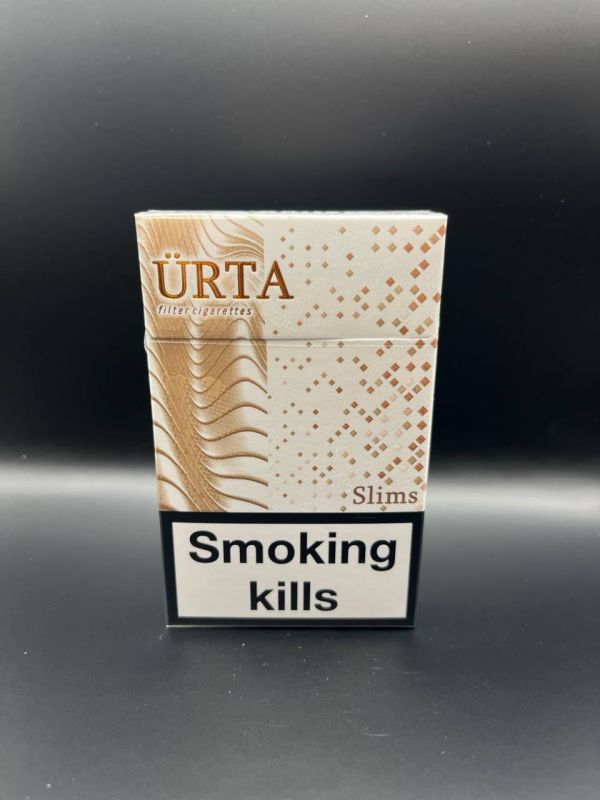 ÜRTA
filter cigarettes
Slims
Smoking
kills